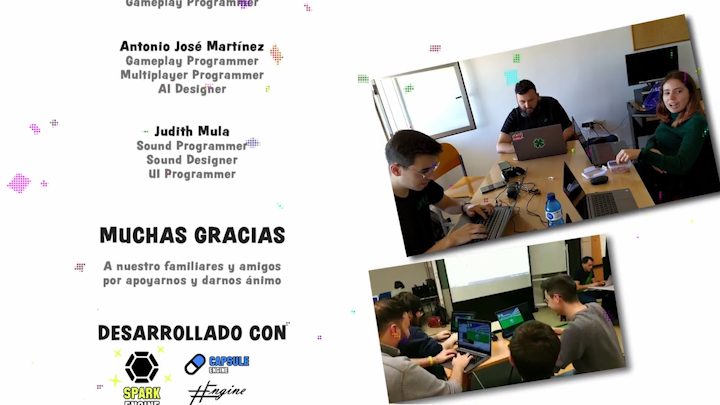 Gameplay Programmer
Antonio José Martínez
Gameplay Programmer
Multiplayer Programmer
AI Designer
Judith Mula
Sound Programmer
Sound Designer
UI Programmer
MUCHAS GRACIAS
A nuestro familiares y amigos
por apoyarnos y darnos ánimo
DESARROLLADO CON
CAPSULE
ENGINE
SPARK
ENGINE
#Engine